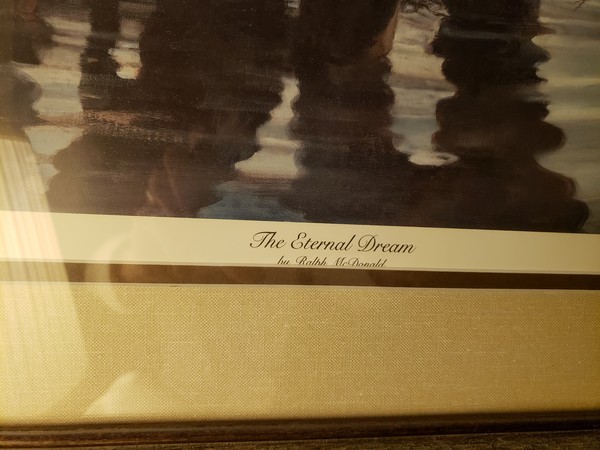 The Eternal Dream
by Ralph McDonald